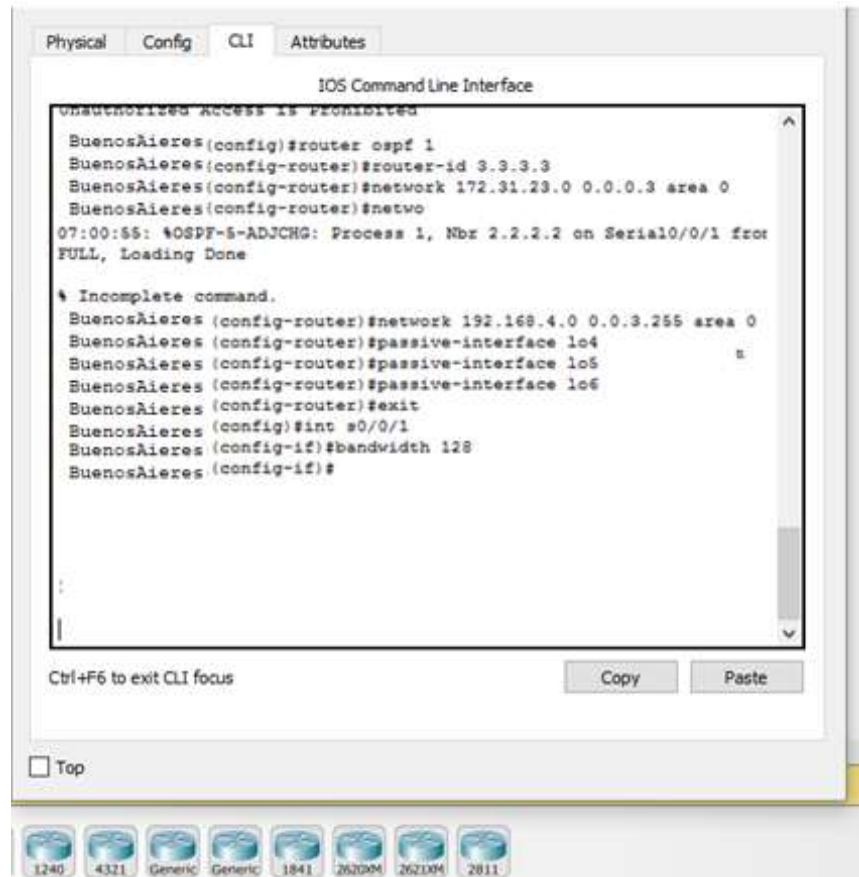 Physical Config CLI Attributes
IOS Command Line Interface
Unauthorized Access is Prohibited
BuenosAieres(config)#router ospf 1
BuenosAieres(config-router)#router-id 3.3.3.3
BuenosAieres(config-router)#network 172.31.23.0 0.0.0.3 area 0
BuenosAieres(config-router)#netwo
07:00:55: %OSPF-5-ADJCHG: Process 1, Nbr 2.2.2.2 on Serial0/0/1 from
FULL, Loading Done
% Incomplete command.
BuenosAieres (config-router)#network 192.168.4.0 0.0.3.255 area 0
BuenosAieres (config-router)#passive-interface lo4
BuenosAieres (config-router)#passive-interface lo5
BuenosAieres (config-router)#passive-interface lo6
BuenosAieres (config-router)#exit
BuenosAieres (config)#int s0/0/1
BuenosAieres (config-if)#bandwidth 128
BuenosAieres (config-if)#
:
Ctrl+F6 to exit CLI focus
Copy Paste
Top
1240 4321 Generic Generic 1841 2620XM 2621XM 2811